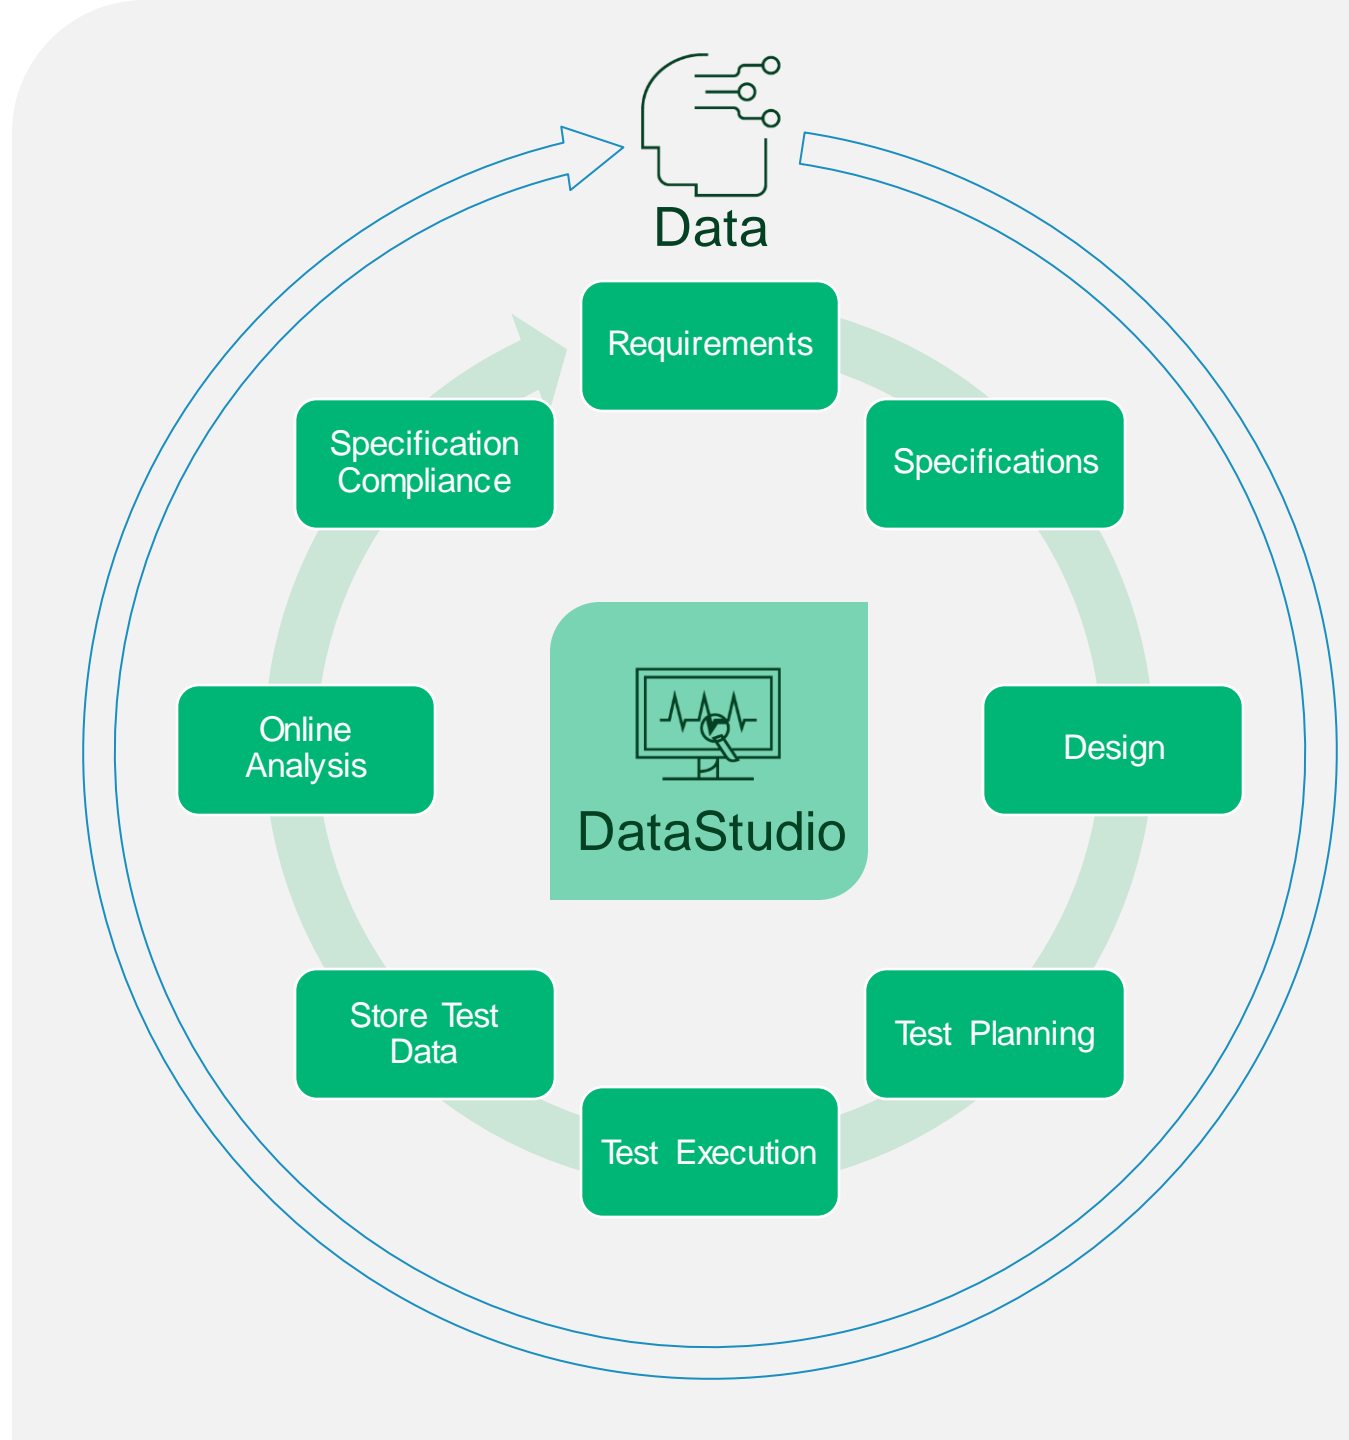 Data
Requirements
Specifications
Design
Test Planning
Test Execution
Store Test
Data
Online
Analysis
Specification
Compliance
DataStudio